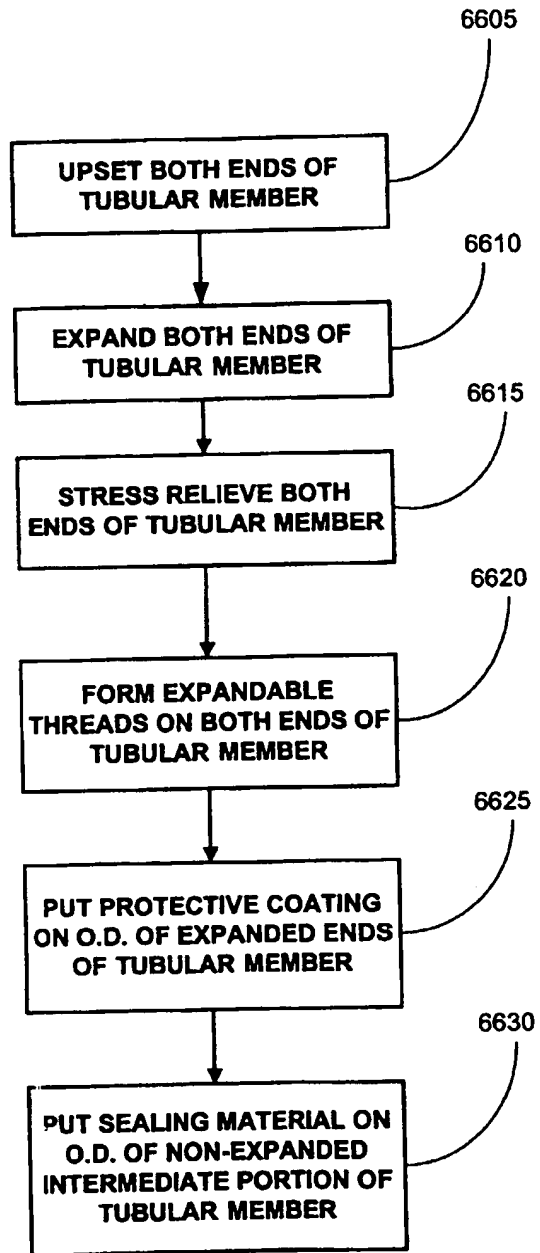 6605
UPSET BOTH ENDS OF
TUBULAR MEMBER
6610
EXPAND BOTH ENDS OF
TUBULAR MEMBER
6615
STRESS RELIEVE BOTH
ENDS OF TUBULAR MEMBER
6620
FORM EXPANDABLE
THREADS ON BOTH ENDS OF
TUBULAR MEMBER
6625
PUT PROTECTIVE COATING
ON O.D. OF EXPANDED ENDS
OF TUBULAR MEMBER
6630
PUT SEALING MATERIAL ON
O.D. OF NON-EXPANDED
INTERMEDIATE PORTION OF
TUBULAR MEMBER